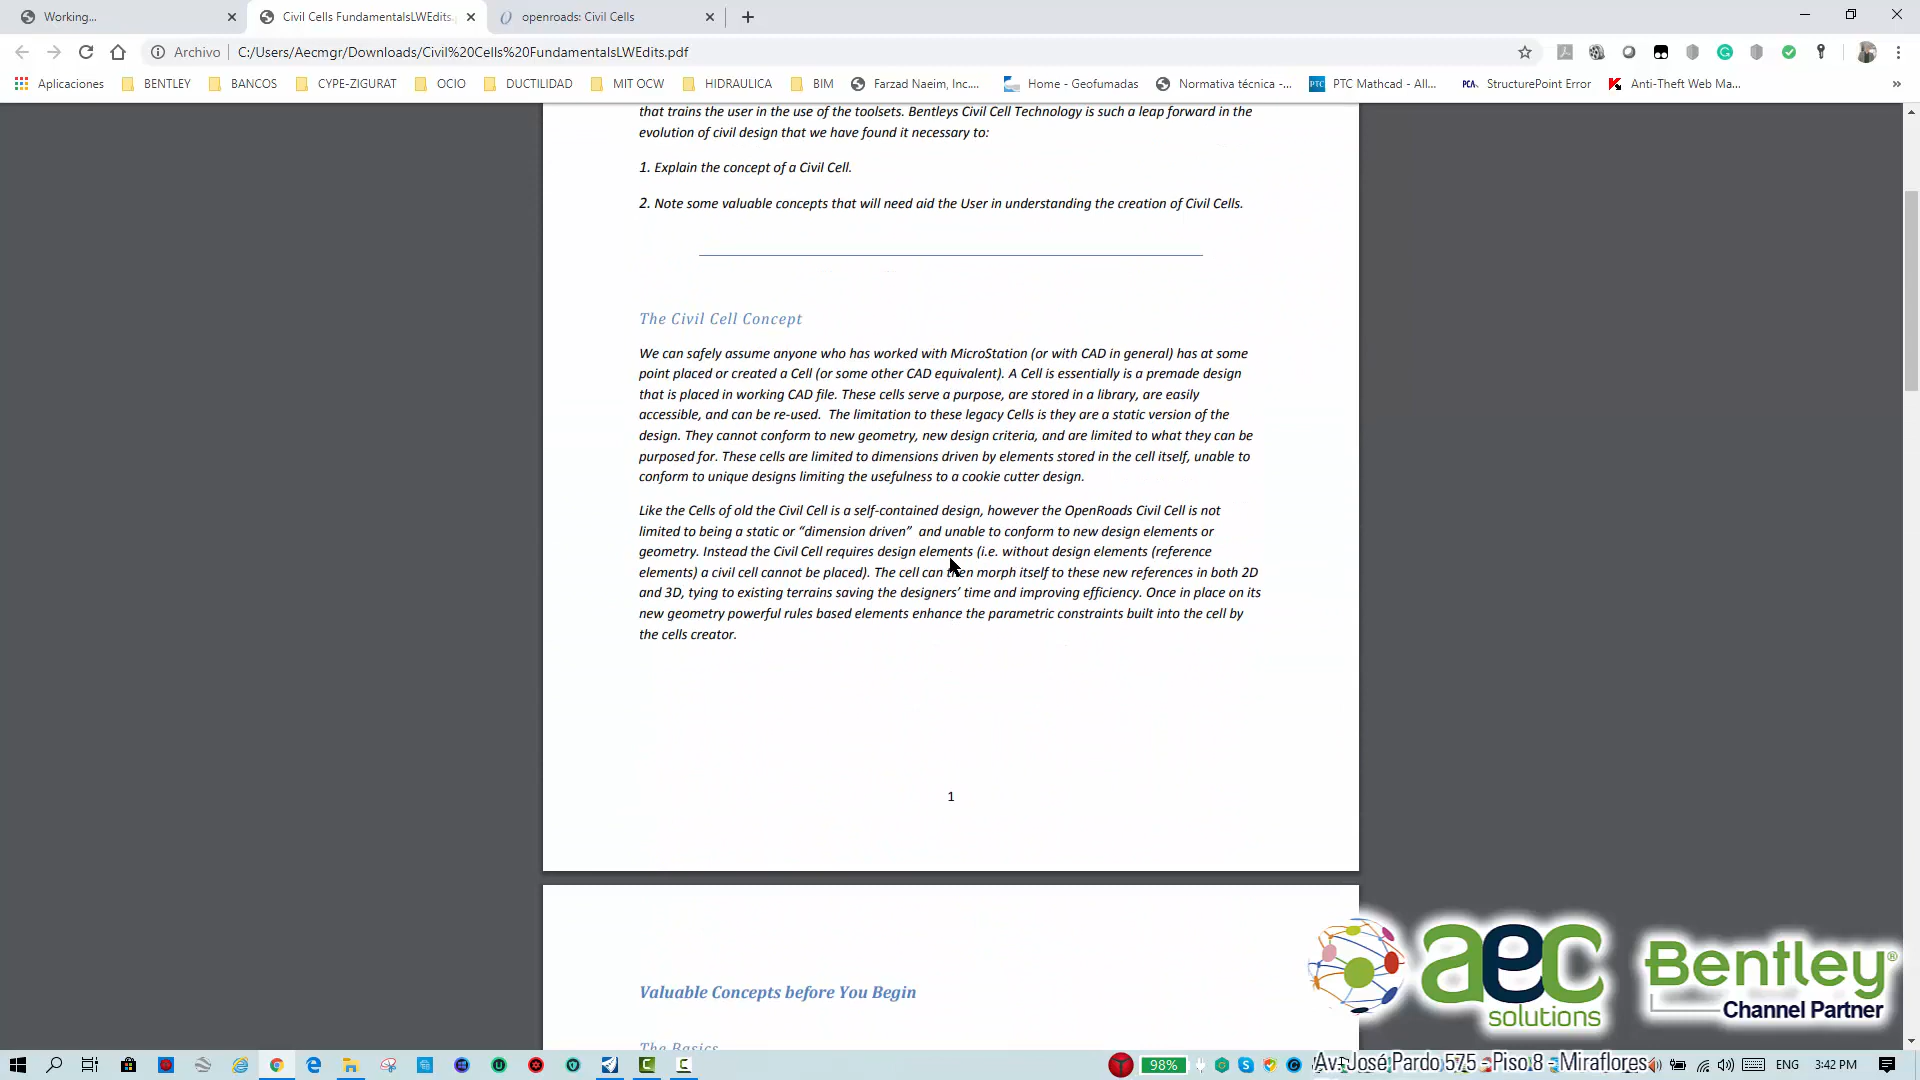 Working...
Civil Cells FundamentalsLWEdits.
openroads: Civil Cells
Archivo
C:/Users/Aecmgr/Downloads/Civil%20Cells%20FundamentalsLWEdits.pdf
Aplicaciones
BENTLEY
BANCOS
CYPE-ZIGURAT
OCIO
DUCTILIDAD
MIT OCW
HIDRAULICA
BIM
Farzad Naeim, Inc....
Home - Geofumadas
Normativa técnica -...
PTC Mathcad - All...
StructurePoint Error
Anti-Theft Web Ma...
that trains the user in the use of the toolsets. Bentleys Civil Cell Technology is such a leap forward in the
evolution of civil design that we have found it necessary to:
1. Explain the concept of a Civil Cell.
2. Note some valuable concepts that will need aid the User in understanding the creation of Civil Cells.
The Civil Cell Concept
We can safely assume anyone who has worked with MicroStation (or with CAD in general) has at some
point placed or created a Cell (or some other CAD equivalent). A Cell is essentially is a premade design
that is placed in working CAD file. These cells serve a purpose, are stored in a library, are easily
accessible, and can be re-used.  The limitation to these legacy Cells is they are a static version of the
design. They cannot conform to new geometry, new design criteria, and are limited to what they can be
purposed for. These cells are limited to dimensions driven by elements stored in the cell itself, unable to
conform to unique designs limiting the usefulness to a cookie cutter design.
Like the Cells of old the Civil Cell is a self-contained design, however the OpenRoads Civil Cell is not
limited to being a static or “dimension driven”  and unable to conform to new design elements or
geometry. Instead the Civil Cell requires design elements (i.e. without design elements (reference
elements) a civil cell cannot be placed). The cell can then morph itself to these new references in both 2D
and 3D, tying to existing terrains saving the designers’ time and improving efficiency. Once in place on its
new geometry powerful rules based elements enhance the parametric constraints built into the cell by
the cells creator.
1
Valuable Concepts before You Begin
The Basics
aec
solutions
Bentley®
Channel Partner
98%
Av. José Pardo 575 - Piso 8 - Miraflores
ENG
3:42 PM